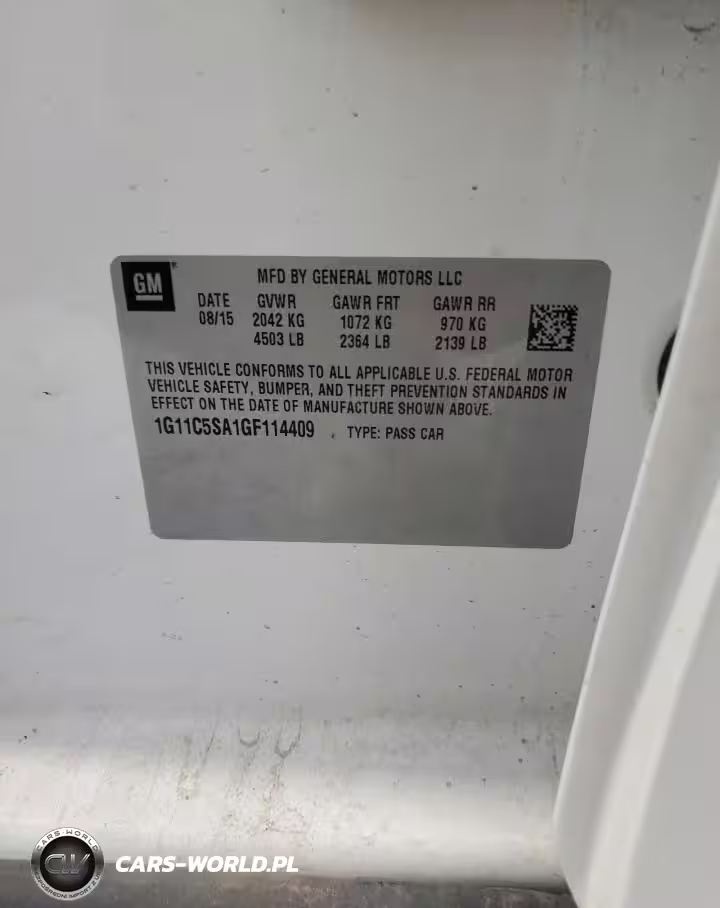 GM
MFD BY GENERAL MOTORS LLC
DATE GVWR GAWR FRT GAWR RR
08/15 2042 KG 1072 KG 970 KG
4503 LB 2364 LB 2139 LB
THIS VEHICLE CONFORMS TO ALL APPLICABLE U.S. FEDERAL MOTOR
VEHICLE SAFETY, BUMPER, AND THEFT PREVENTION STANDARDS IN
EFFECT ON THE DATE OF MANUFACTURE SHOWN ABOVE.
1G11C5SA1GF114409 TYPE: PASS CAR
CARS-WORLD
CW
CARS-WORLD.PL